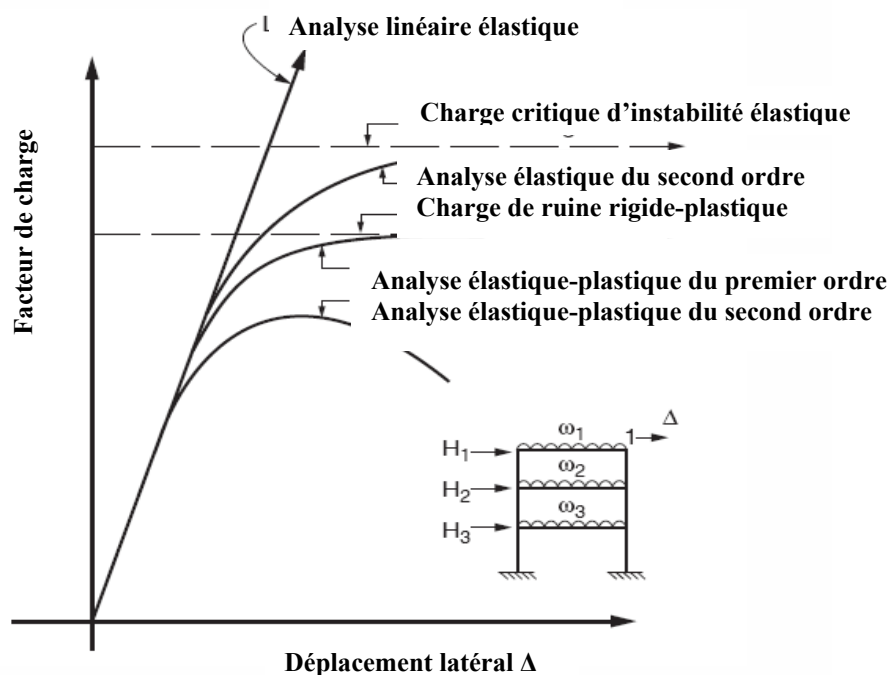 Analyse linéaire élastique
Charge critique d’instabilité élastique
Analyse élastique du second ordre
Charge de ruine rigide-plastique
Analyse élastique-plastique du premier ordre
Analyse élastique-plastique du second ordre
Facteur de charge
ω1 1 Δ
H1
ω2
H2
ω3
H3
Déplacement latéral Δ